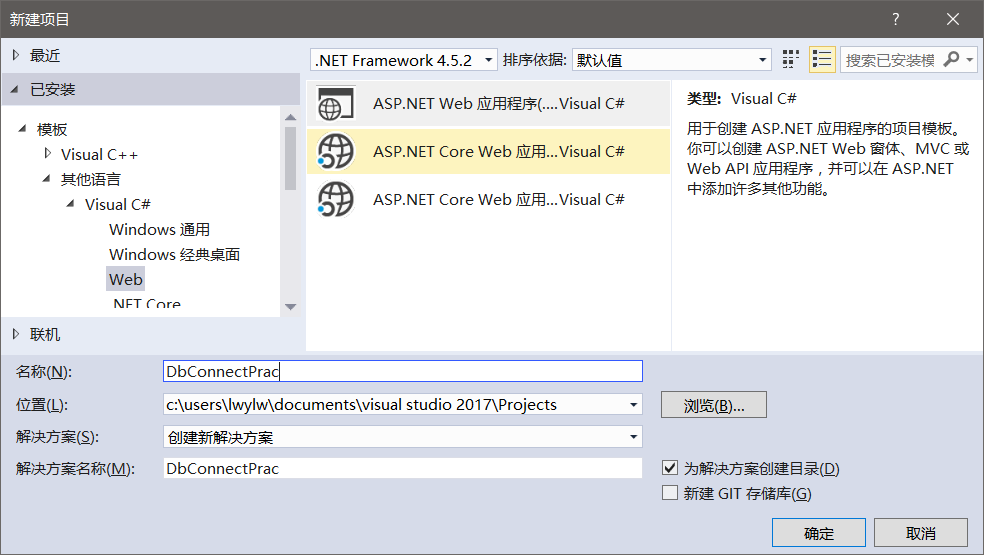 新建项目
?
最近
已安装
模板
Visual C++
其他语言
Visual C#
Windows 通用
Windows 经典桌面
Web
.NET Core
联机
.NET Framework 4.5.2
排序依据:
默认值
搜索已安装模
ASP.NET Web 应用程序(....Visual C#
ASP.NET Core Web 应用...Visual C#
ASP.NET Core Web 应用...Visual C#
类型: Visual C#
用于创建 ASP.NET 应用程序的项目模板。
你可以创建 ASP.NET Web 窗体、MVC 或
Web API 应用程序，并可以在 ASP.NET
中添加许多其他功能。
名称(N):
DbConnectPrac
位置(L):
c:\users\lwylw\documents\visual studio 2017\Projects
浏览(B)...
解决方案(S):
创建新解决方案
解决方案名称(M):
DbConnectPrac
为解决方案创建目录(D)
新建 GIT 存储库(G)
确定
取消